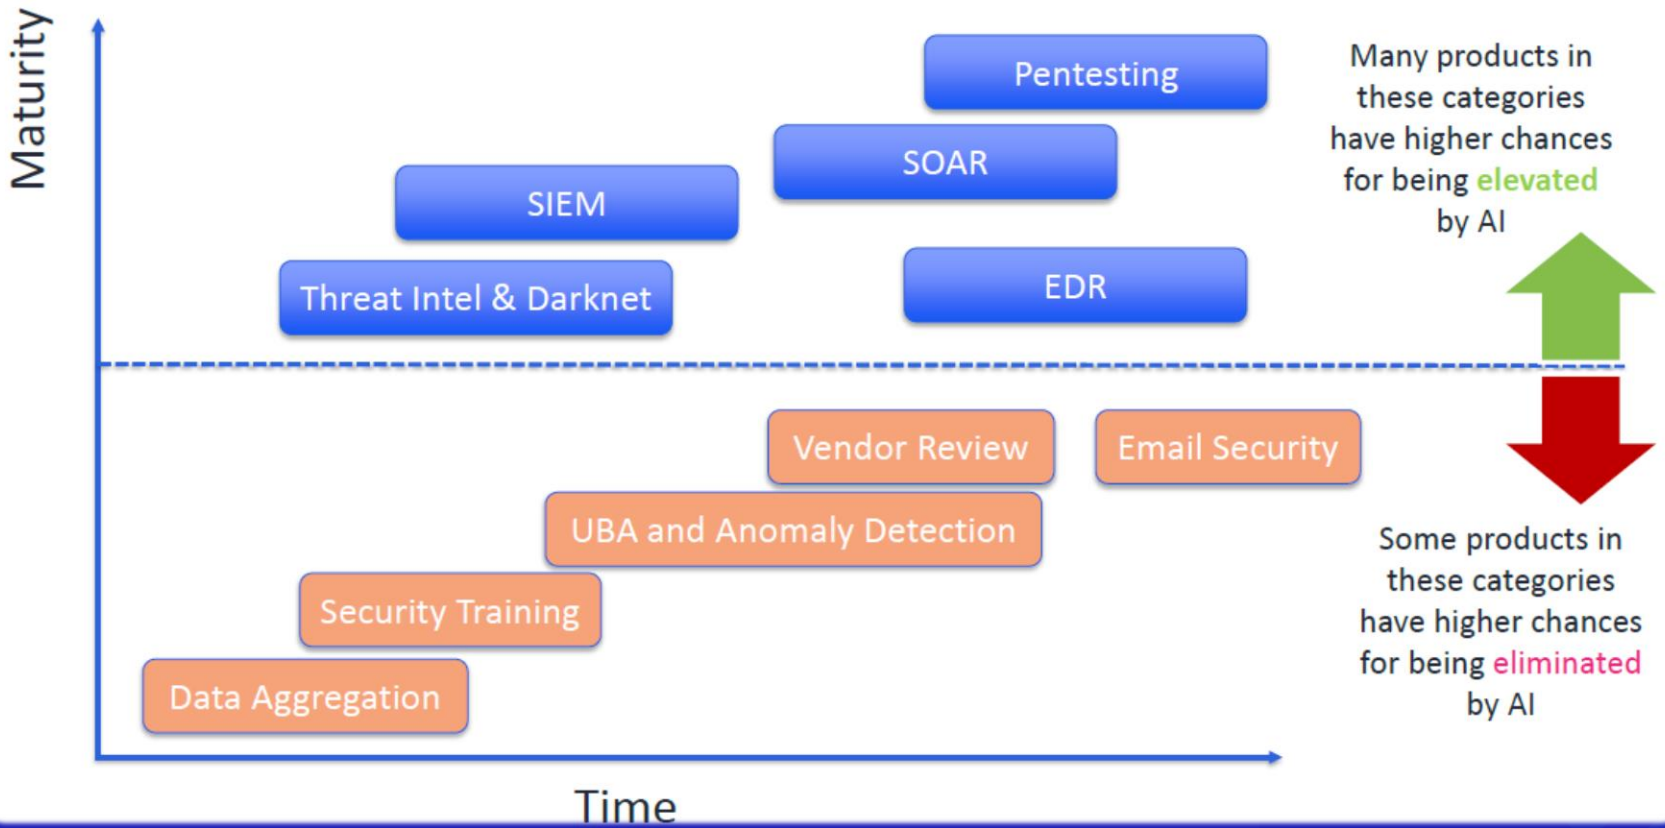 Maturity
Pentesting
SOAR
SIEM
Threat Intel & Darknet
EDR
Many products in
these categories
have higher chances
for being elevated
by AI
Vendor Review
Email Security
UBA and Anomaly Detection
Security Training
Data Aggregation
Some products in
these categories
have higher chances
for being eliminated
by AI
Time